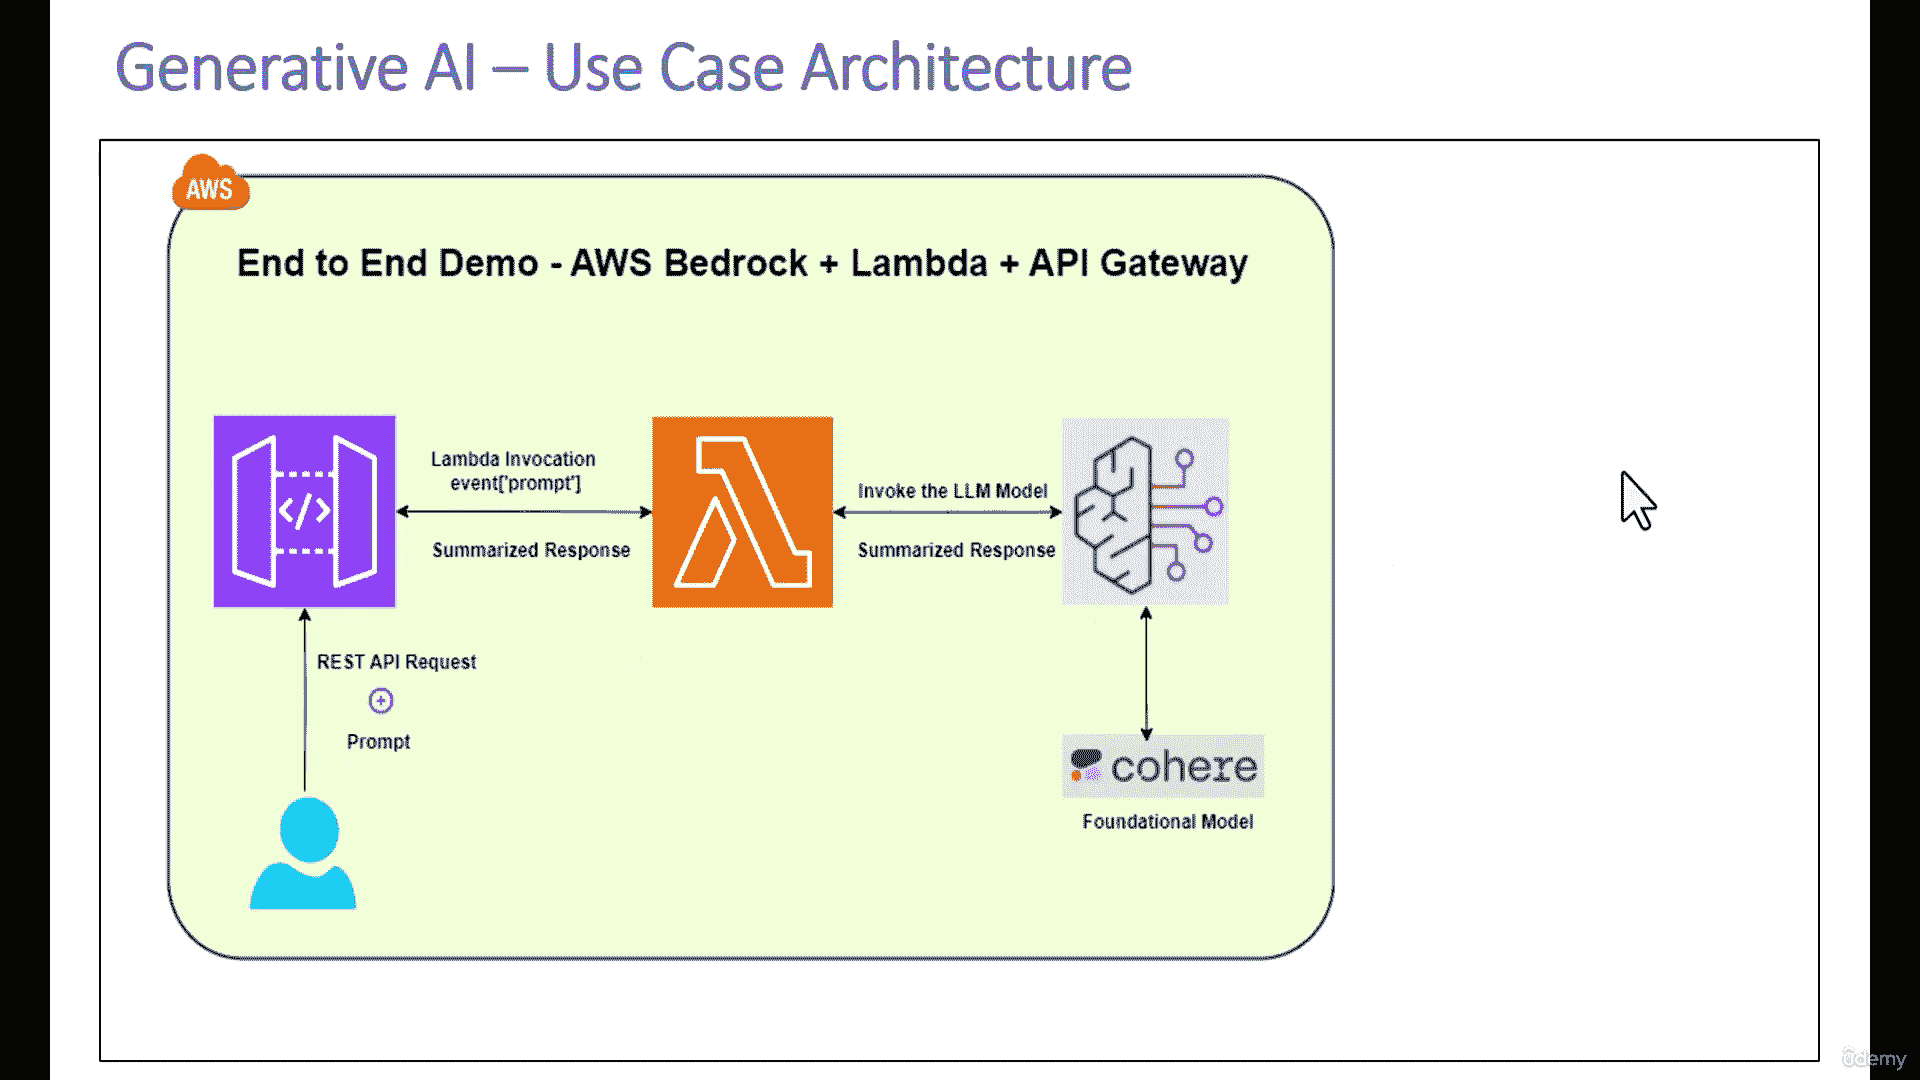 Generative AI – Use Case Architecture
AWS
End to End Demo - AWS Bedrock + Lambda + API Gateway
Lambda Invocation
event['prompt']
Summarized Response
</>
Invoke the LLM Model
Summarized Response
REST API Request
Prompt
cohere
Foundational Model
Udemy